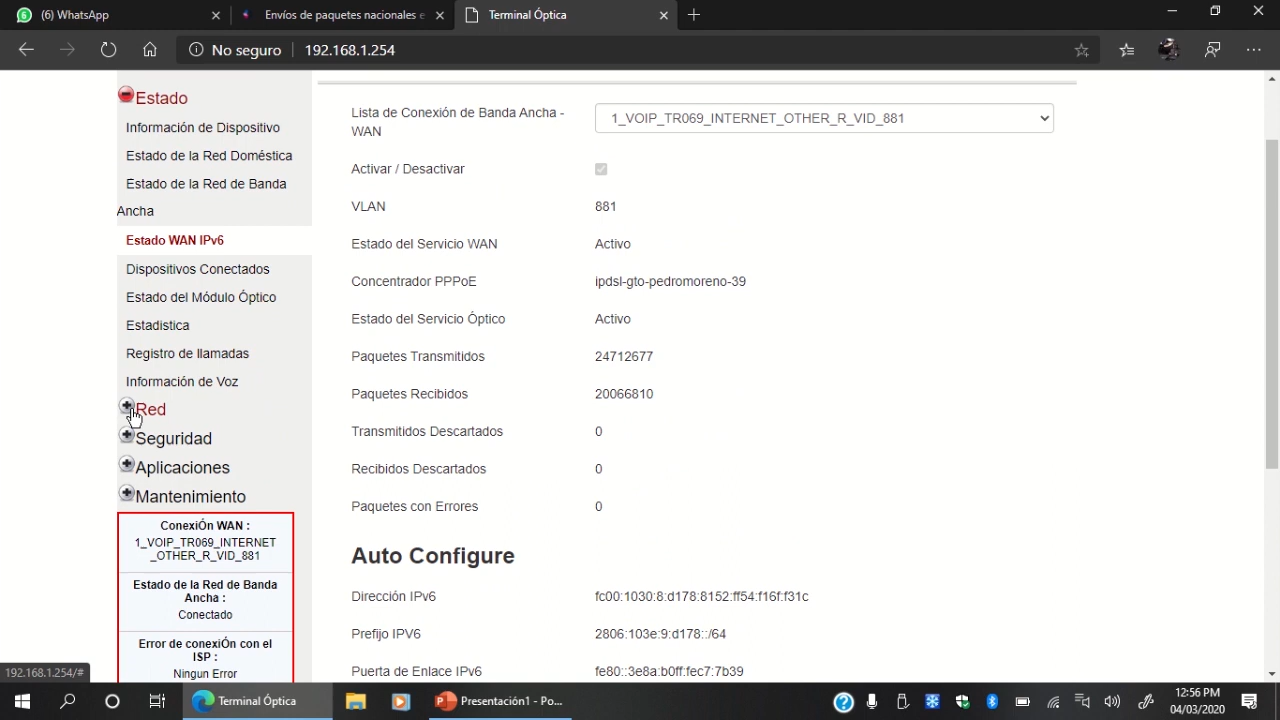 (6) WhatsApp
Envíos de paquetes nacionales e
Terminal Óptica
No seguro
192.168.1.254
Estado
Información de Dispositivo
Estado de la Red Doméstica
Estado de la Red de Banda
Ancha
Estado WAN IPv6
Dispositivos Conectados
Estado del Módulo Óptico
Estadistica
Registro de llamadas
Información de Voz
Red
Seguridad
Aplicaciones
Mantenimiento
ConexiÓn WAN :
1_VOIP_TR069_INTERNET
_OTHER_R_VID_881
Estado de la Red de Banda
Ancha :
Conectado
Error de conexiÓn con el
ISP :
Ningun Error
Lista de Conexión de Banda Ancha -
WAN
1_VOIP_TR069_INTERNET_OTHER_R_VID_881
Activar / Desactivar
VLAN
881
Estado del Servicio WAN
Activo
Concentrador PPPoE
ipdsl-gto-pedromoreno-39
Estado del Servicio Óptico
Activo
Paquetes Transmitidos
24712677
Paquetes Recibidos
20066810
Transmitidos Descartados
0
Recibidos Descartados
0
Paquetes con Errores
0
Auto Configure
Dirección IPv6
fc00:1030:8:d178:8152:ff54:f16f:f31c
Prefijo IPV6
2806:103e:9:d178::/64
Puerta de Enlace IPv6
fe80::3e8a:b0ff:fec7:7b39
192.168.1.254/#
Terminal Óptica
Presentación1 - Po...
12:56 PM
04/03/2020